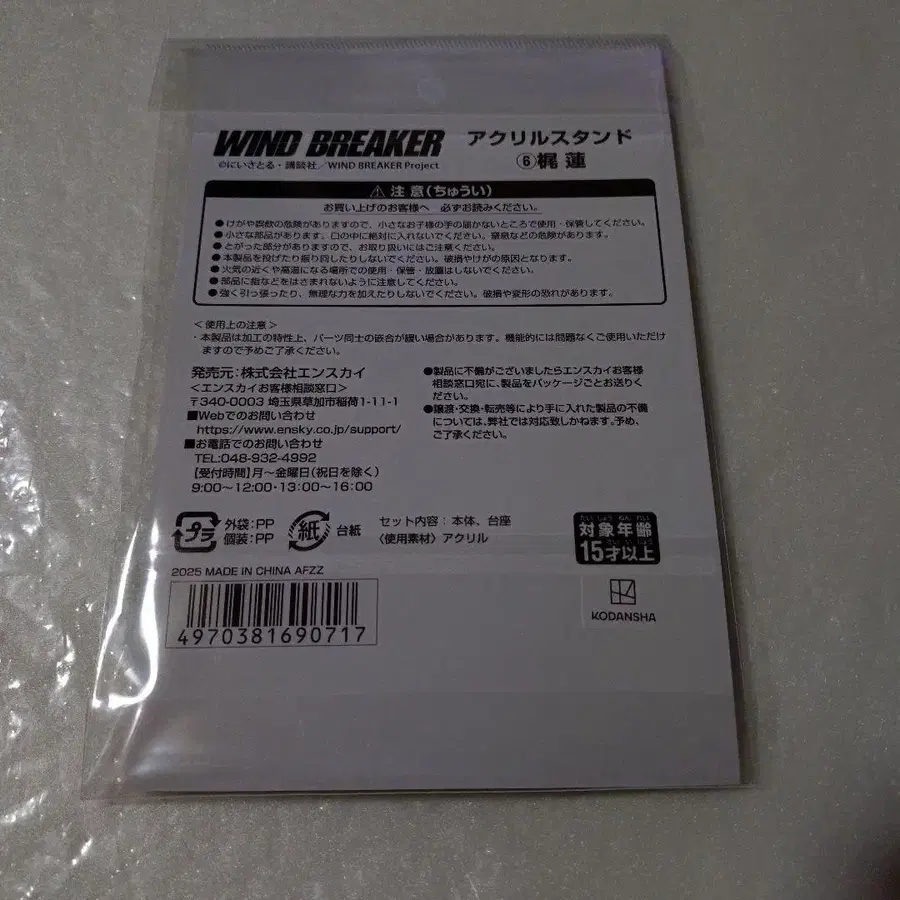 WIND BREAKER
©にいさとる・講談社／WIND BREAKER Project
アクリルスタンド
⑥梶 蓮
⚠ 注 意(ちゅうい)
お買い上げのお客様へ 必ずお読みください。
●けがや誤飲の危険がありますので、小さなお子様の手の届かないところで使用・保管してください。
●小さな部品があります。口の中に絶対に入れないでください。窒息などの危険があります。
●とがった部分がありますので、お取り扱いにはご注意ください。
●本製品を投げたり振り回したりしないでください。破損やけがの原因となります。
●火気の近くや高温になる場所での使用・保管・放置はしないでください。
●部品に指などをはさまれないように注意してください。
●強く引っ張ったり、無理な力を加えたりしないでください。破損や変形の恐れがあります。
＜使用上の注意＞
・本製品は加工の特性上、パーツ同士の嵌合が緩い場合があります。機能的には問題なくご使用いただけ
ますので予めご了承ください。
発売元：株式会社エンスカイ
＜エンスカイお客様相談窓口＞
〒340-0003 埼玉県草加市稲荷1-11-1
■Webでのお問い合わせ
https://www.ensky.co.jp/support/
■お電話でのお問い合わせ
TEL:048-932-4992
【受付時間】月～金曜日(祝日を除く)
9:00～12:00・13:00～16:00
●製品に不備がございましたらエンスカイお客様
相談窓口宛に、製品をパッケージごとお送りくだ
さい。
●譲渡・交換・転売等により手に入れた製品の不備
については、弊社では対応致しかねます。予め、
ご了承ください。
プラ
外袋：PP
個装：PP
紙
台紙
セット内容：本体、台座
〈使用素材〉アクリル
たいしょうねんれい
対象年齢
さいいじょう
15才以上
2025 MADE IN CHINA AFZZ
4970381690717
KODANSHA